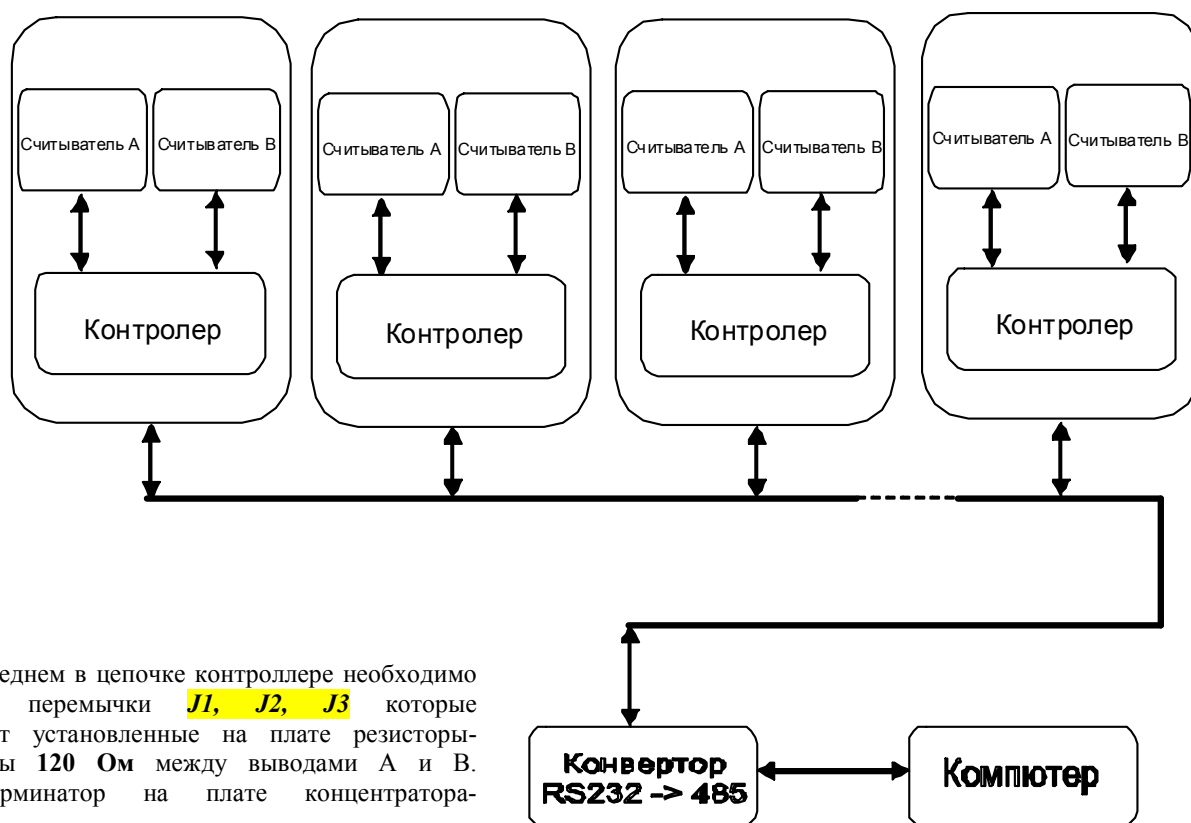 Считыватель А
Считыватель В
Считыватель А
Считыватель В
Считыватель А
Считыватель В
Считыватель А
Считыватель В
Контролер
Контролер
Контролер
Контролер
еднем в цепочке контроллере необходимо
перемычки J1, J2, J3 которые
т установленные на плате резисторы-
ы 120 Ом между выводами А и В.
рминатор на плате концентратора-
Конвертор
RS232 -> 485
Компютер